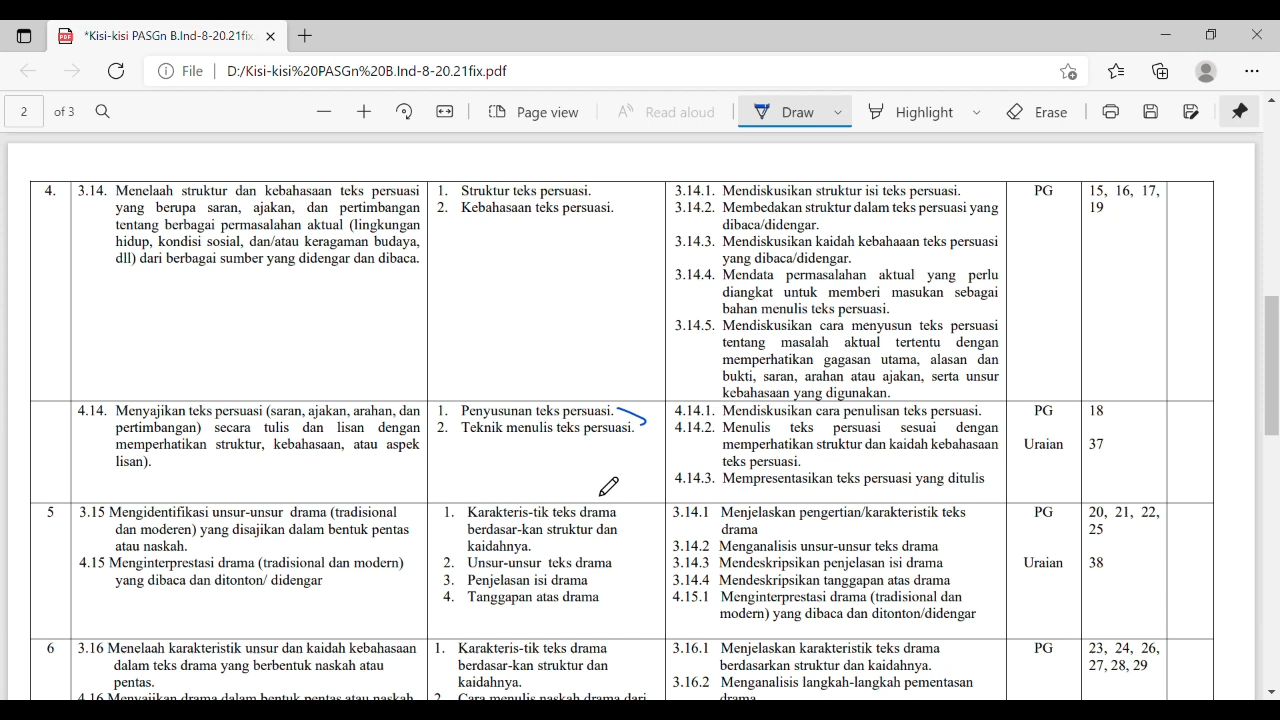 *Kisi-kisi PASGn B.Ind-8-20.21fix
File
D:/Kisi-kisi%20PASGn%20B.Ind-8-20.21fix.pdf
2 of 3
Page view
Read aloud
Draw
Highlight
Erase
4.
3.14. Menelaah struktur dan kebahasaan teks persuasi
yang berupa saran, ajakan, dan pertimbangan
tentang berbagai permasalahan aktual (lingkungan
hidup, kondisi sosial, dan/atau keragaman budaya,
dll) dari berbagai sumber yang didengar dan dibaca.
1. Struktur teks persuasi.
2. Kebahasaan teks persuasi.
3.14.1. Mendiskusikan struktur isi teks persuasi.
3.14.2. Membedakan struktur dalam teks persuasi yang
dibaca/didengar.
3.14.3. Mendiskusikan kaidah kebahaaan teks persuasi
yang dibaca/didengar.
3.14.4. Mendata permasalahan aktual yang perlu
diangkat untuk memberi masukan sebagai
bahan menulis teks persuasi.
3.14.5. Mendiskusikan cara menyusun teks persuasi
tentang masalah aktual tertentu dengan
memperhatikan gagasan utama, alasan dan
bukti, saran, arahan atau ajakan, serta unsur
kebahasaan yang digunakan.
PG
15, 16, 17,
19
4.14. Menyajikan teks persuasi (saran, ajakan, arahan, dan
pertimbangan) secara tulis dan lisan dengan
memperhatikan struktur, kebahasaan, atau aspek
lisan).
1. Penyusunan teks persuasi.
2. Teknik menulis teks persuasi.
4.14.1. Mendiskusikan cara penulisan teks persuasi.
4.14.2. Menulis teks persuasi sesuai dengan
memperhatikan struktur dan kaidah kebahasaan
teks persuasi.
4.14.3. Mempresentasikan teks persuasi yang ditulis
PG
Uraian
18
37
5
3.15 Mengidentifikasi unsur-unsur drama (tradisional
dan moderen) yang disajikan dalam bentuk pentas
atau naskah.
4.15 Menginterprestasi drama (tradisional dan modern)
yang dibaca dan ditonton/ didengar
1. Karakteris-tik teks drama
berdasar-kan struktur dan
kaidahnya.
2. Unsur-unsur teks drama
3. Penjelasan isi drama
4. Tanggapan atas drama
3.14.1 Menjelaskan pengertian/karakteristik teks
drama
3.14.2 Menganalisis unsur-unsur teks drama
3.14.3 Mendeskripsikan penjelasan isi drama
3.14.4 Mendeskripsikan tanggapan atas drama
4.15.1 Menginterprestasi drama (tradisional dan
modern) yang dibaca dan ditonton/didengar
PG
Uraian
20, 21, 22,
25
38
6
3.16 Menelaah karakteristik unsur dan kaidah kebahasaan
dalam teks drama yang berbentuk naskah atau
pentas.
4.16 Menyajikan drama dalam bentuk pentas atau naskah
1. Karakteris-tik teks drama
berdasar-kan struktur dan
kaidahnya.
2. Cara menulis naskah drama dari
3.16.1 Menjelaskan karakteristik teks drama
berdasarkan struktur dan kaidahnya.
3.16.2 Menganalisis langkah-langkah pementasan
drama
PG
23, 24, 26,
27, 28, 29